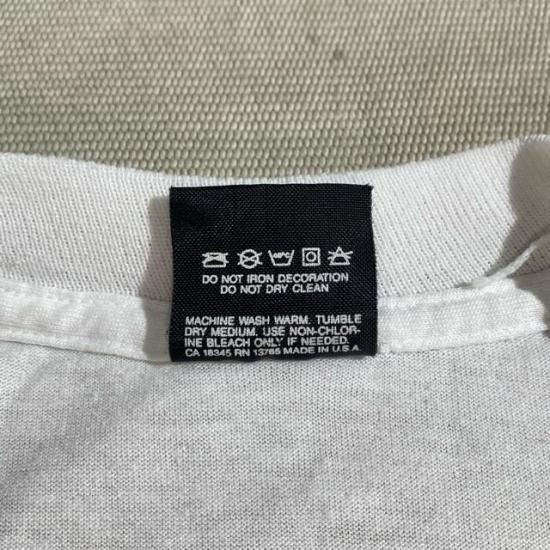 DO NOT IRON DECORATION
DO NOT DRY CLEAN
MACHINE WASH WARM. TUMBLE
DRY MEDIUM. USE NON-CHLOR-
INE BLEACH ONLY IF NEEDED.
CA 18345 RN 13765 MADE IN U.S.A.